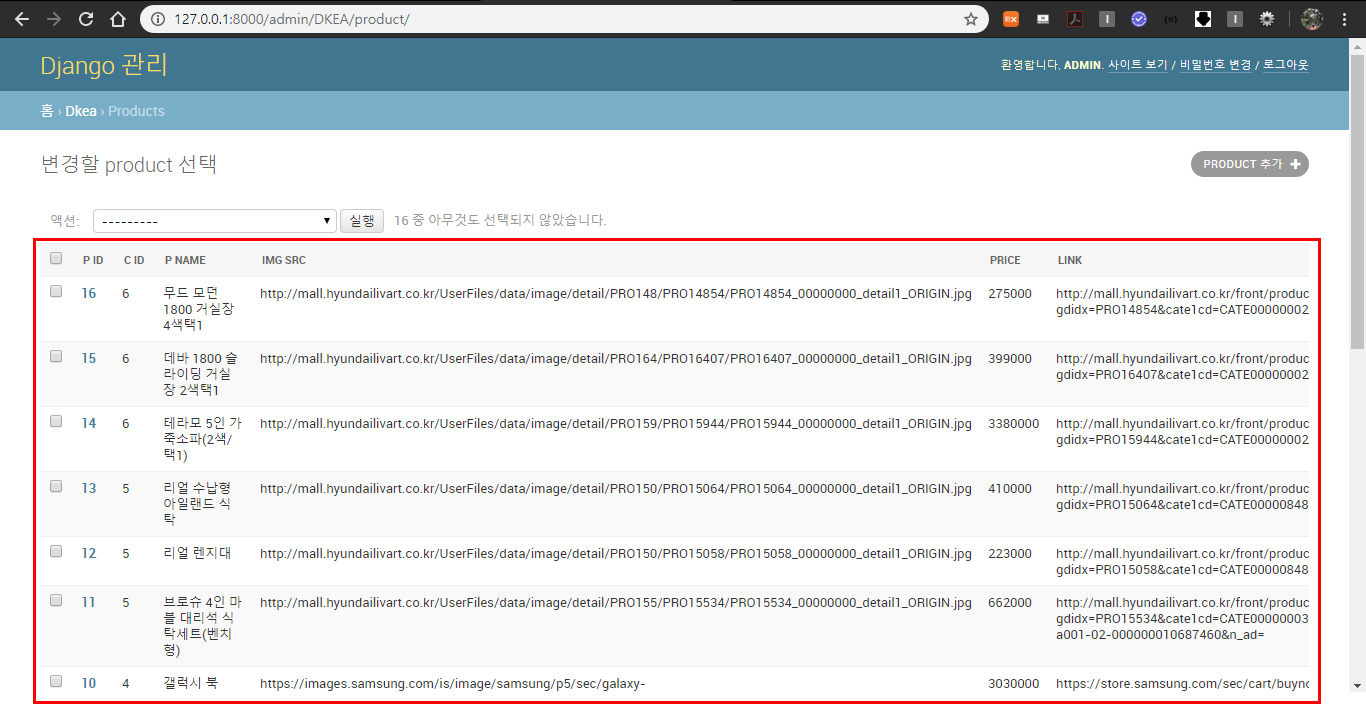 127.0.0.1:8000/admin/DKEA/product/
Django 관리
환영합니다, ADMIN. 사이트 보기 / 비밀번호 변경 / 로그아웃
홈 › Dkea › Products
변경할 product 선택
PRODUCT 추가
액션: --------- 실행 16 중 아무것도 선택되지 않았습니다.
P ID C ID P NAME IMG SRC PRICE LINK
16 6 무드 모던 http://mall.hyundailivart.co.kr/UserFiles/data/image/detail/PRO148/PRO14854/PRO14854_00000000_detail1_ORIGIN.jpg 275000 http://mall.hyundailivart.co.kr/front/produc
1800 거실장 gdidx=PRO14854&cate1cd=CATE00000002
4색택1
15 6 데바 1800 슬 http://mall.hyundailivart.co.kr/UserFiles/data/image/detail/PRO164/PRO16407/PRO16407_00000000_detail1_ORIGIN.jpg 399000 http://mall.hyundailivart.co.kr/front/produc
라이딩 거실 gdidx=PRO16407&cate1cd=CATE00000002
장 2색택1
14 6 테라모 5인 가 http://mall.hyundailivart.co.kr/UserFiles/data/image/detail/PRO159/PRO15944/PRO15944_00000000_detail1_ORIGIN.jpg 3380000 http://mall.hyundailivart.co.kr/front/produc
죽소파(2색/ gdidx=PRO15944&cate1cd=CATE00000002
택1)
13 5 리얼 수납형 http://mall.hyundailivart.co.kr/UserFiles/data/image/detail/PRO150/PRO15064/PRO15064_00000000_detail1_ORIGIN.jpg 410000 http://mall.hyundailivart.co.kr/front/produc
아일랜드 식 gdidx=PRO15064&cate1cd=CATE00000848
탁
12 5 리얼 렌지대 http://mall.hyundailivart.co.kr/UserFiles/data/image/detail/PRO150/PRO15058/PRO15058_00000000_detail1_ORIGIN.jpg 223000 http://mall.hyundailivart.co.kr/front/produc
gdidx=PRO15058&cate1cd=CATE00000848
11 5 브로슈 4인 마 http://mall.hyundailivart.co.kr/UserFiles/data/image/detail/PRO155/PRO15534/PRO15534_00000000_detail1_ORIGIN.jpg 662000 http://mall.hyundailivart.co.kr/front/produc
블 대리석 식 gdidx=PRO15534&cate1cd=CATE00000003
탁세트(벤치 a001-02-000000010687460&n_ad=
형)
10 4 갤럭시 북 https://images.samsung.com/is/image/samsung/p5/sec/galaxy- 3030000 https://store.samsung.com/sec/cart/buyno